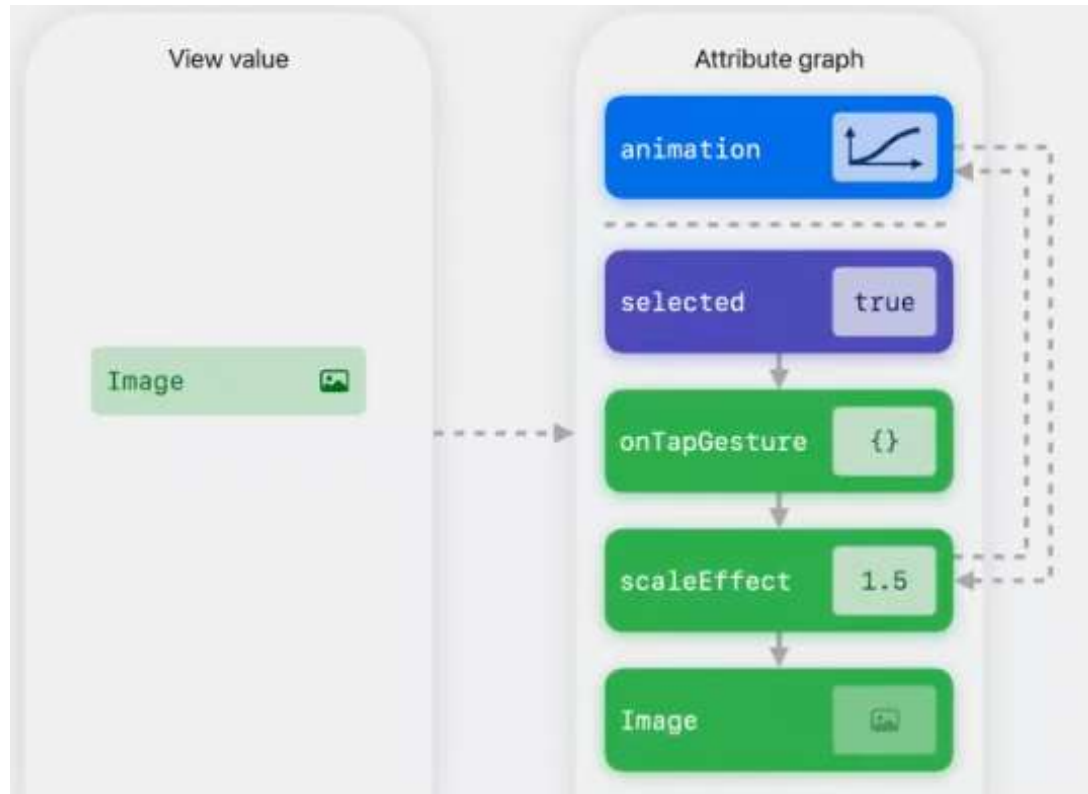 View value
Image
Attribute graph
animation
selected true
onTapGesture {}
scaleEffect 1.5
Image